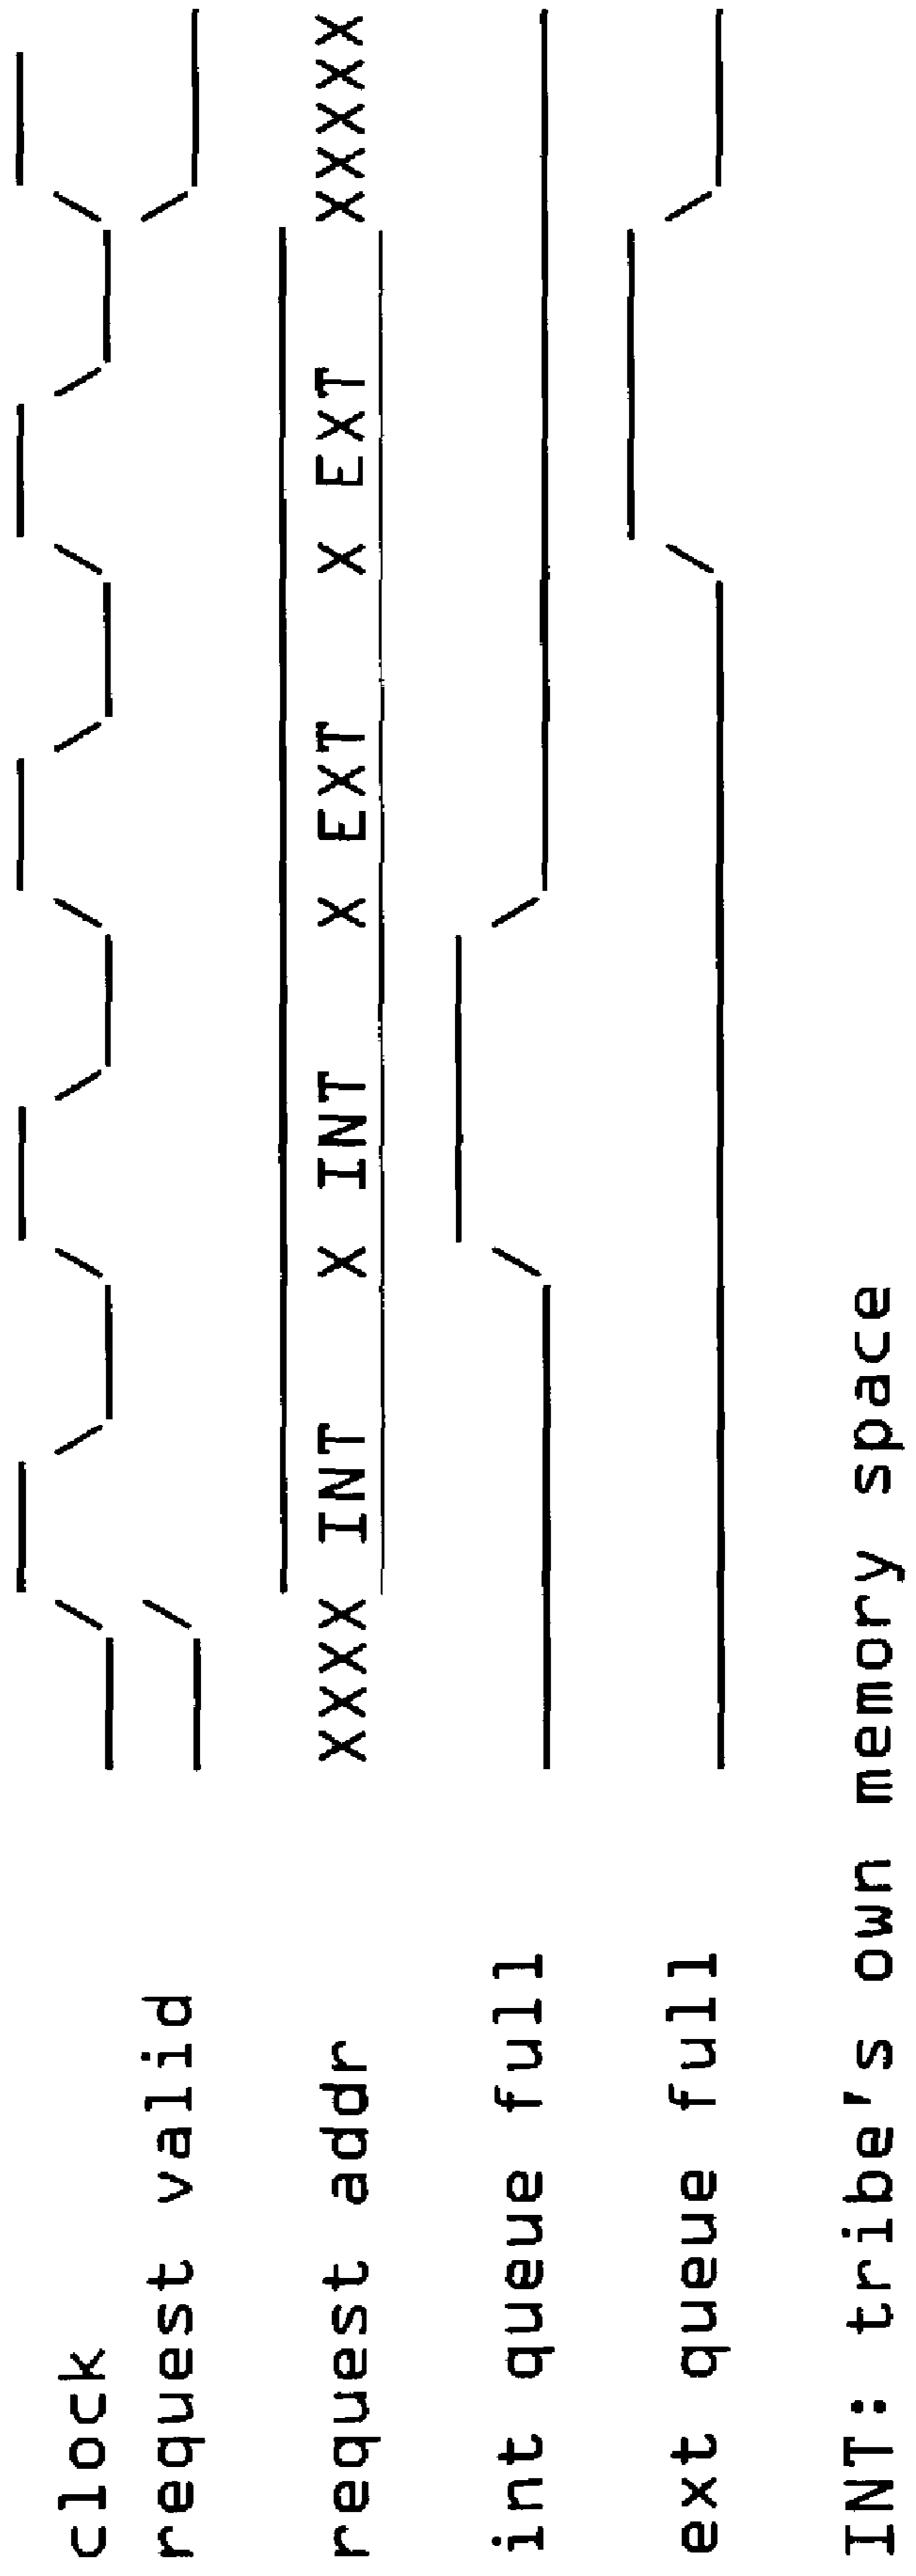 clock
request valid
request addr XXXX INT X INT X EXT X EXT XXXXX
int queue full
ext queue full
INT: tribe's own memory space